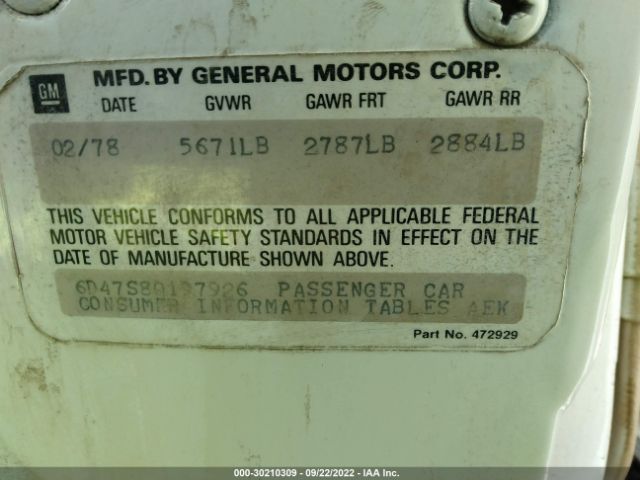 GM MFD. BY GENERAL MOTORS CORP.
DATE GVWR GAWR FRT GAWR RR
02/78 5671LB 2787LB 2884LB
THIS VEHICLE CONFORMS TO ALL APPLICABLE FEDERAL
MOTOR VEHICLE SAFETY STANDARDS IN EFFECT ON THE
DATE OF MANUFACTURE SHOWN ABOVE.
PASSENGER CAR
CONSUMER INFORMATION TABLES AEK
Part No. 472929
000-30210309 - 09/22/2022 - IAA Inc.